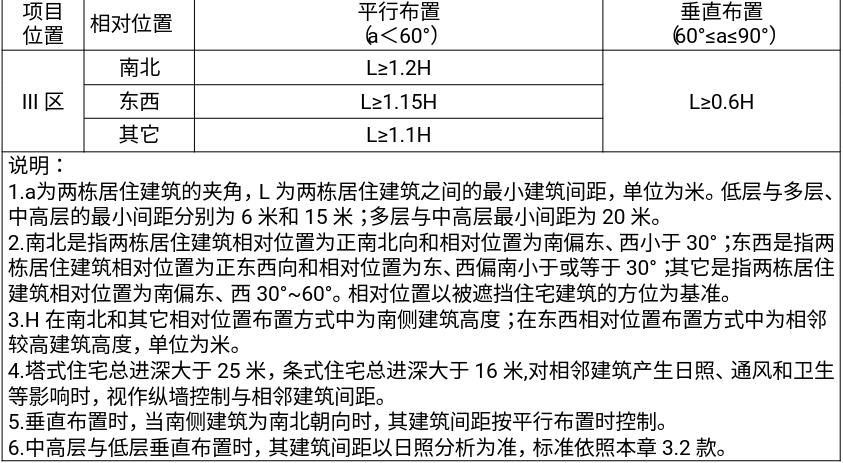 项目
位置
相对位置
平行布置
(a＜60°)
垂直布置
(60°≤a≤90°)
III 区
南北
L≥1.2H
东西
L≥1.15H
其它
L≥1.1H
L≥0.6H
说明：
1.a为两栋居住建筑的夹角，L 为两栋居住建筑之间的最小建筑间距，单位为米。低层与多层、
中高层的最小间距分别为 6 米和 15 米；多层与中高层最小间距为 20 米。
2.南北是指两栋居住建筑相对位置为正南北向和相对位置为南偏东、西小于 30°；东西是指两
栋居住建筑相对位置为正东西向和相对位置为东、西偏南小于或等于 30°；其它是指两栋居住
建筑相对位置为南偏东、西 30°~60°。相对位置以被遮挡住宅建筑的方位为基准。
3.H 在南北和其它相对位置布置方式中为南侧建筑高度；在东西相对位置布置方式中为相邻
较高建筑高度，单位为米。
4.塔式住宅总进深大于 25 米，条式住宅总进深大于 16 米,对相邻建筑产生日照、通风和卫生
等影响时，视作纵墙控制与相邻建筑间距。
5.垂直布置时，当南侧建筑为南北朝向时，其建筑间距按平行布置时控制。
6.中高层与低层垂直布置时，其建筑间距以日照分析为准，标准依照本章 3.2 款。